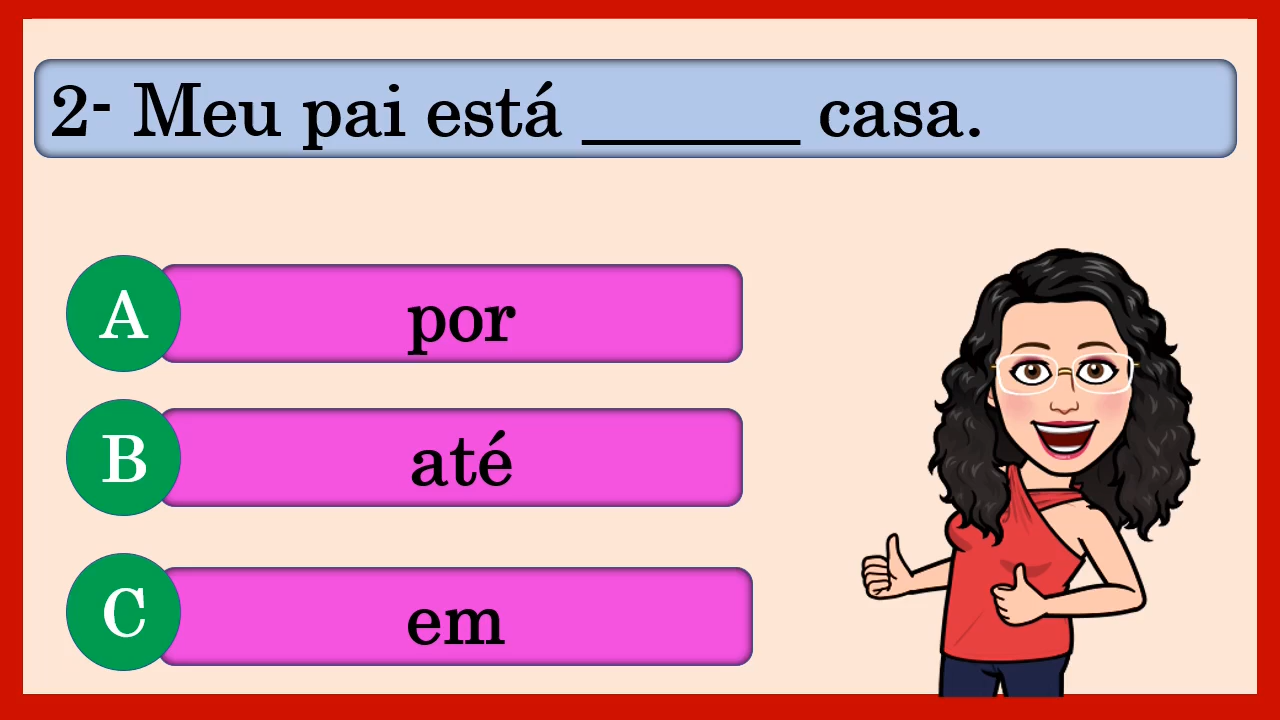 2- Meu pai está ______ casa.
A por
B até
C em